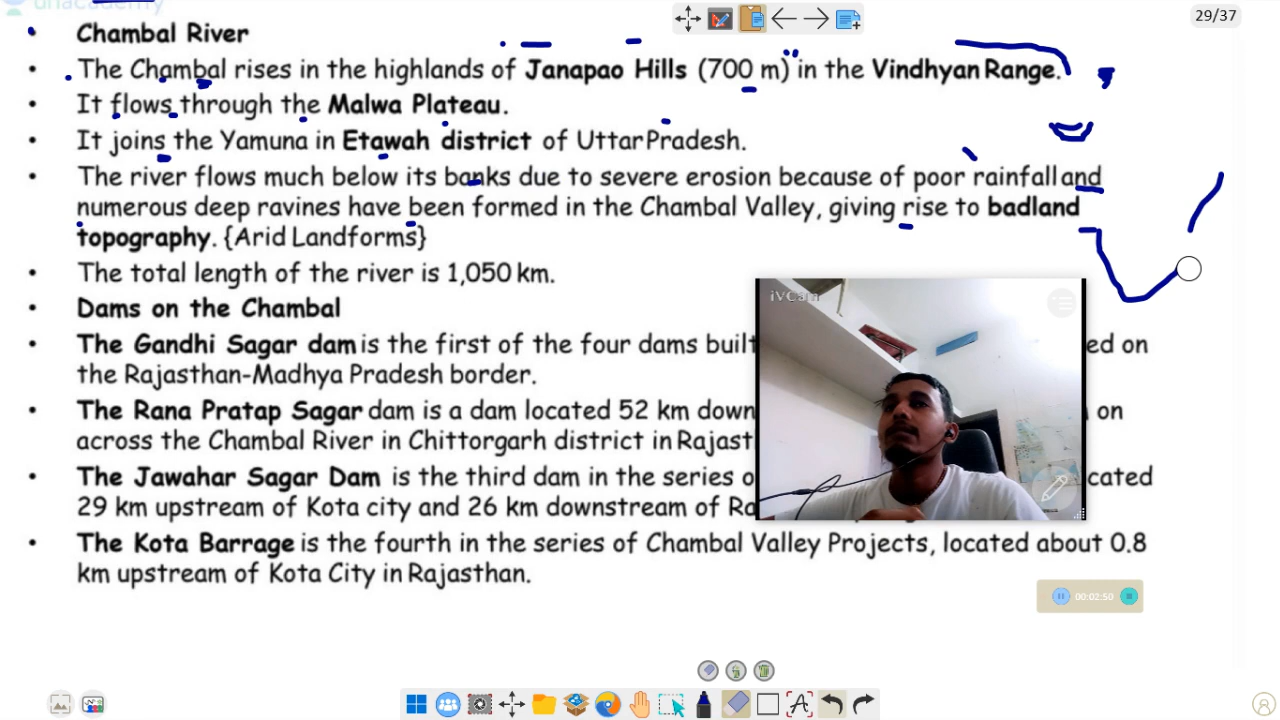 unacademy
29/37
• Chambal River
• The Chambal rises in the highlands of Janapao Hills (700 m) in the Vindhyan Range.
• It flows through the Malwa Plateau.
• It joins the Yamuna in Etawah district of Uttar Pradesh.
• The river flows much below its banks due to severe erosion because of poor rainfall and
numerous deep ravines have been formed in the Chambal Valley, giving rise to badland
topography. {Arid Landforms}
• The total length of the river is 1,050 km.
• Dams on the Chambal
• The Gandhi Sagar dam is the first of the four dams built ed on
the Rajasthan-Madhya Pradesh border.
• The Rana Pratap Sagar dam is a dam located 52 km down on
across the Chambal River in Chittorgarh district in Rajast
• The Jawahar Sagar Dam is the third dam in the series o cated
29 km upstream of Kota city and 26 km downstream of Ra
• The Kota Barrage is the fourth in the series of Chambal Valley Projects, located about 0.8
km upstream of Kota City in Rajasthan.
iVCam
00:02:50